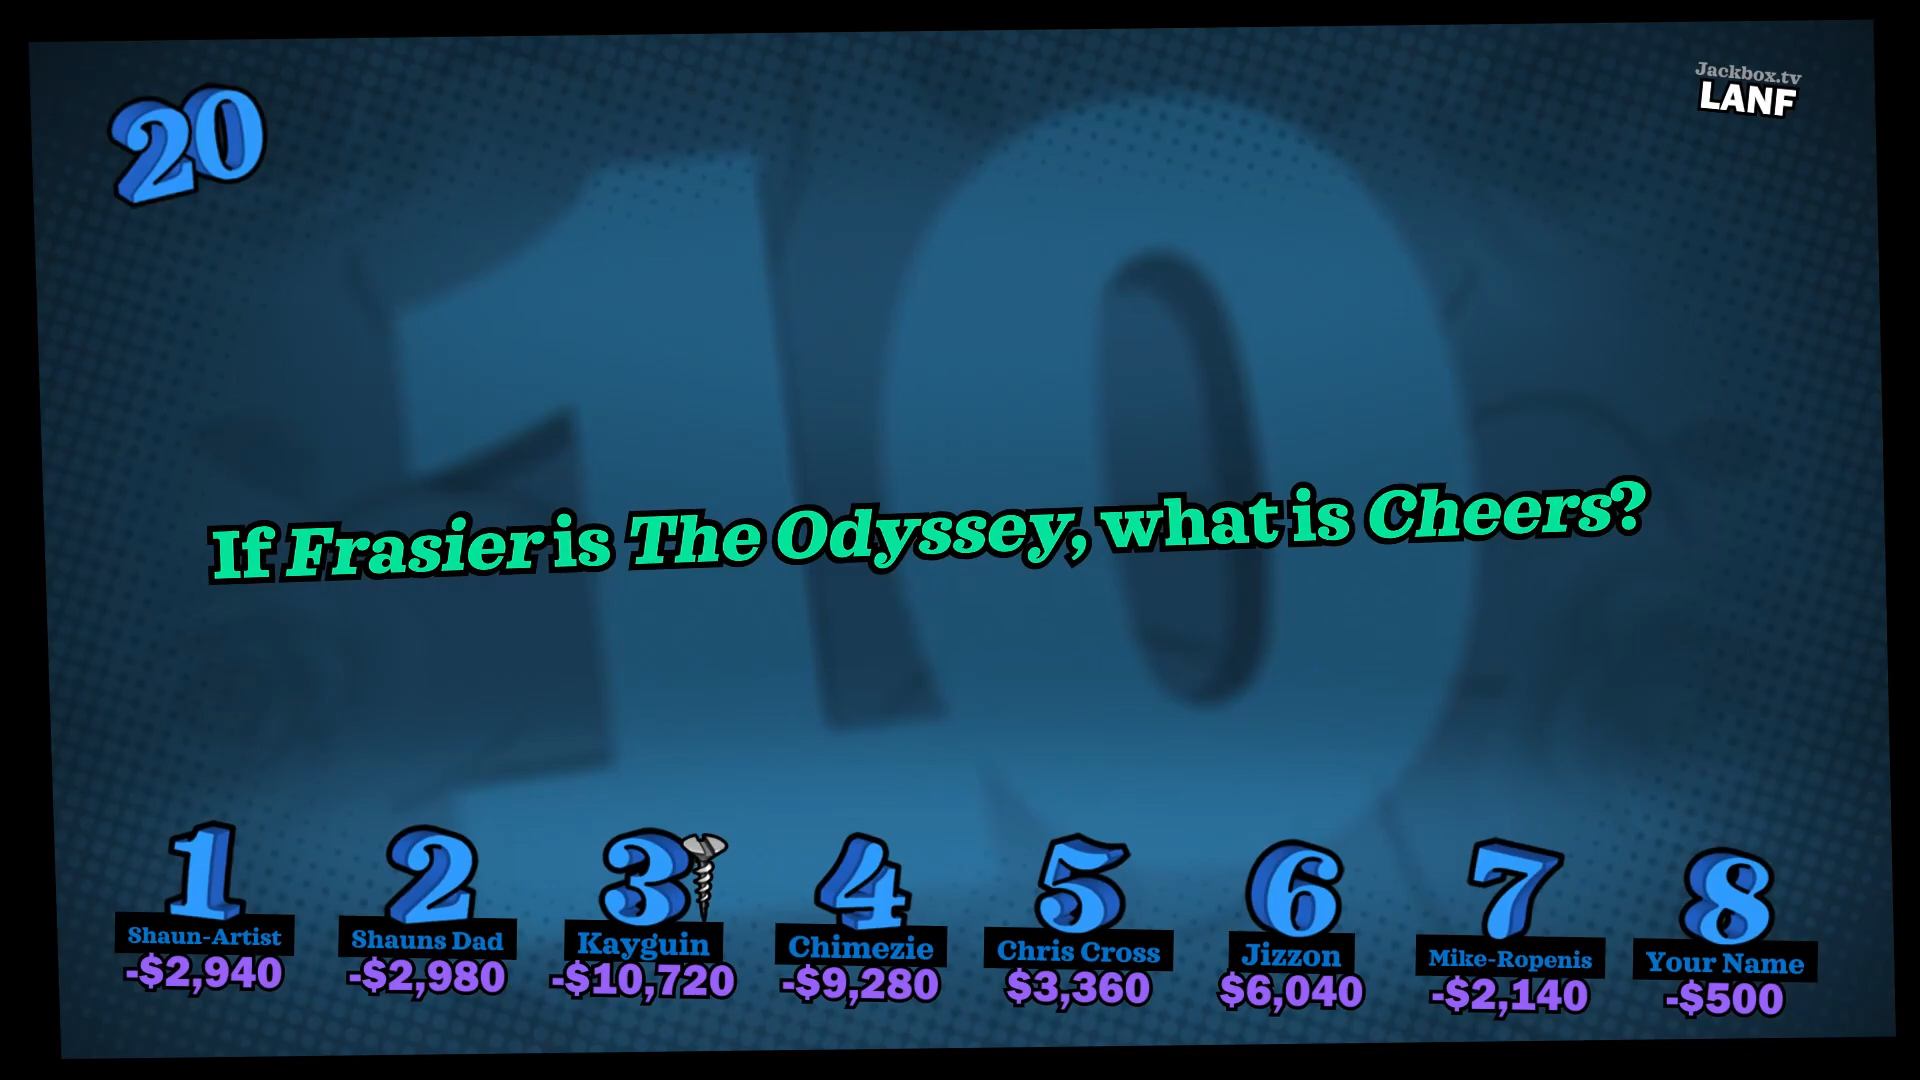 20
Jackbox.tv
LANF
10
If Frasier is The Odyssey, what is Cheers?
1 2 3 4 5 6 7 8
Shaun-Artist Shauns Dad Kayguin Chimezie Chris Cross Jizzon Mike-Ropenis Your Name
-$2,940 -$2,980 -$10,720 -$9,280 $3,360 $6,040 -$2,140 -$500